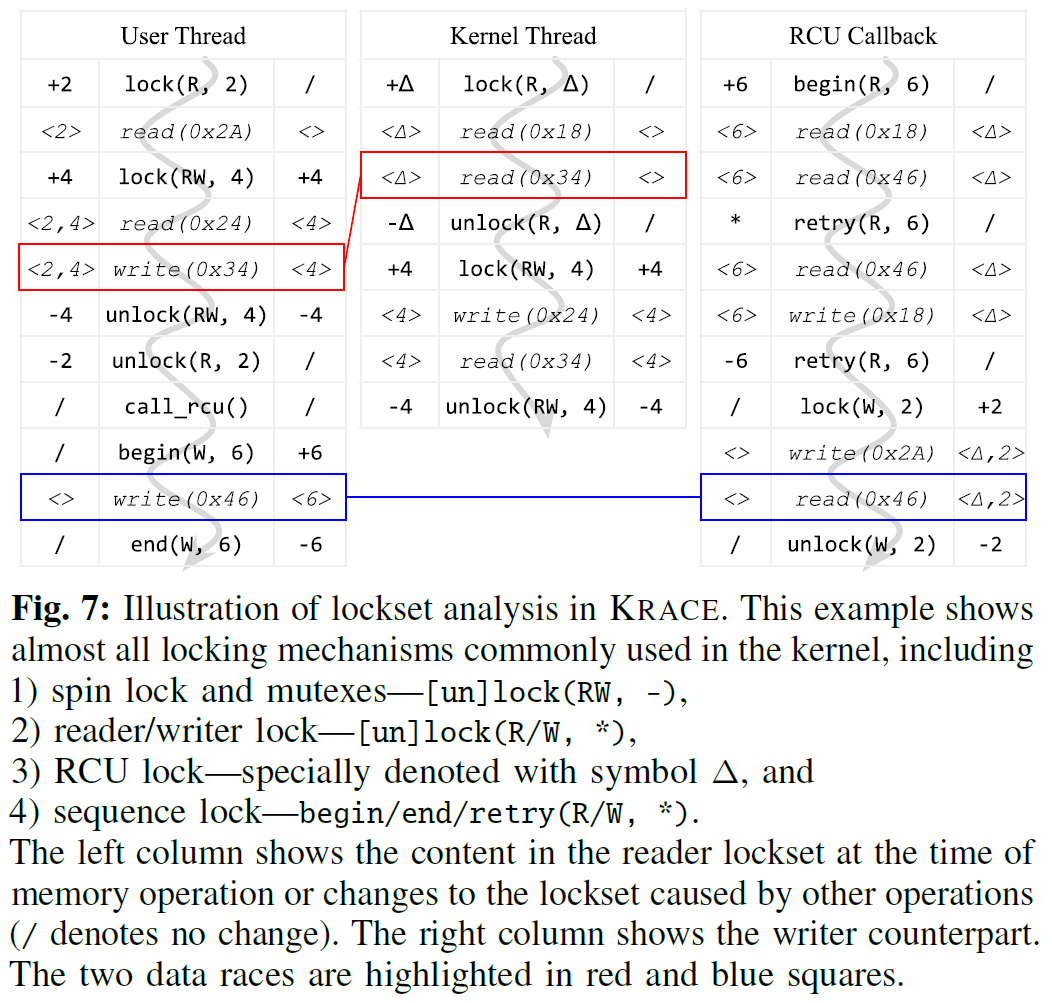 User Thread Kernel Thread RCU Callback
+2 lock(R, 2) / +Δ lock(R, Δ) / +6 begin(R, 6) /
<2> read(0x2A) <> <Δ> read(0x18) <> <6> read(0x18) <Δ>
+4 lock(RW, 4) +4 <Δ> read(0x34) <> <6> read(0x46) <Δ>
<2,4> read(0x24) <4> -Δ unlock(R, Δ) / * retry(R, 6) /
<2,4> write(0x34) <4> +4 lock(RW, 4) +4 <6> read(0x46) <Δ>
-4 unlock(RW, 4) -4 <4> write(0x24) <4> <6> write(0x18) <Δ>
-2 unlock(R, 2) / <4> read(0x34) <4> -6 retry(R, 6) /
/ call_rcu() / -4 unlock(RW, 4) -4 / lock(W, 2) +2
/ begin(W, 6) +6 <> write(0x2A) <Δ,2>
<> write(0x46) <6> <> read(0x46) <Δ,2>
/ end(W, 6) -6 / unlock(W, 2) -2
Fig. 7: Illustration of lockset analysis in KRACE. This example shows
almost all locking mechanisms commonly used in the kernel, including
1) spin lock and mutexes—[un]lock(RW, -),
2) reader/writer lock—[un]lock(R/W, *),
3) RCU lock—specially denoted with symbol Δ, and
4) sequence lock—begin/end/retry(R/W, *).
The left column shows the content in the reader lockset at the time of
memory operation or changes to the lockset caused by other operations
(/ denotes no change). The right column shows the writer counterpart.
The two data races are highlighted in red and blue squares.